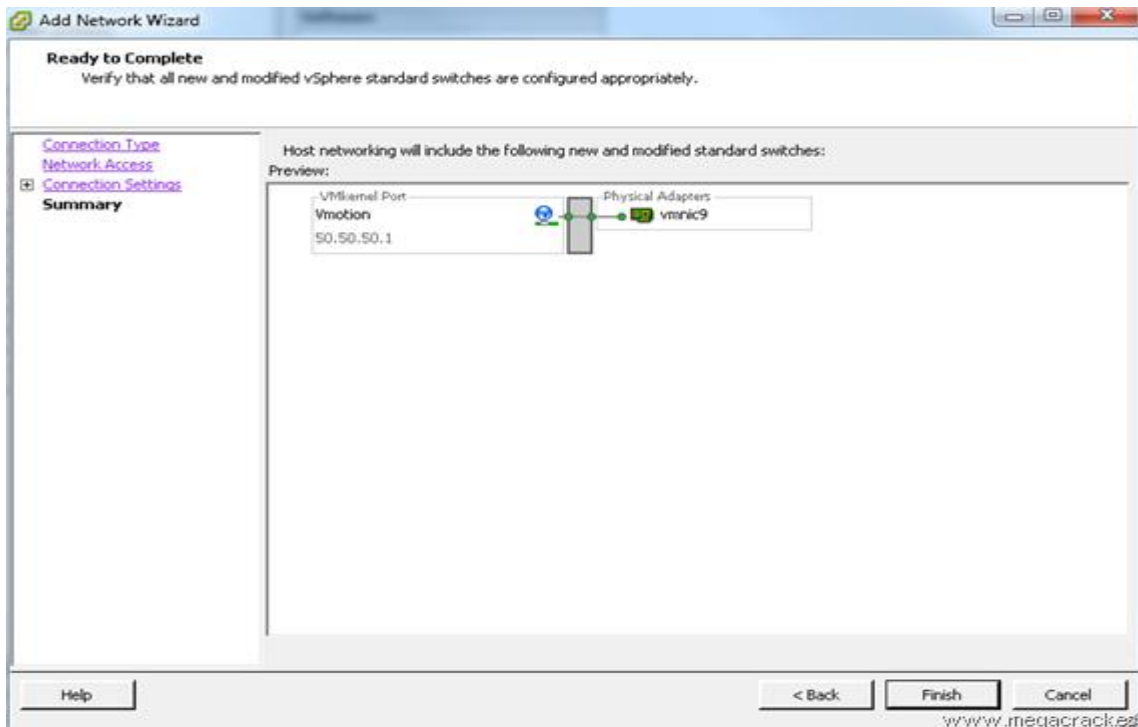 Add Network Wizard
Ready to Complete
Verify that all new and modified vSphere standard switches are configured appropriately.
Connection Type
Network Access
Connection Settings
Summary
Host networking will include the following new and modified standard switches:
Preview:
VMkernel Port
Vmotion
50.50.50.1
Physical Adapters
vmnic9
Help
< Back
Finish
Cancel